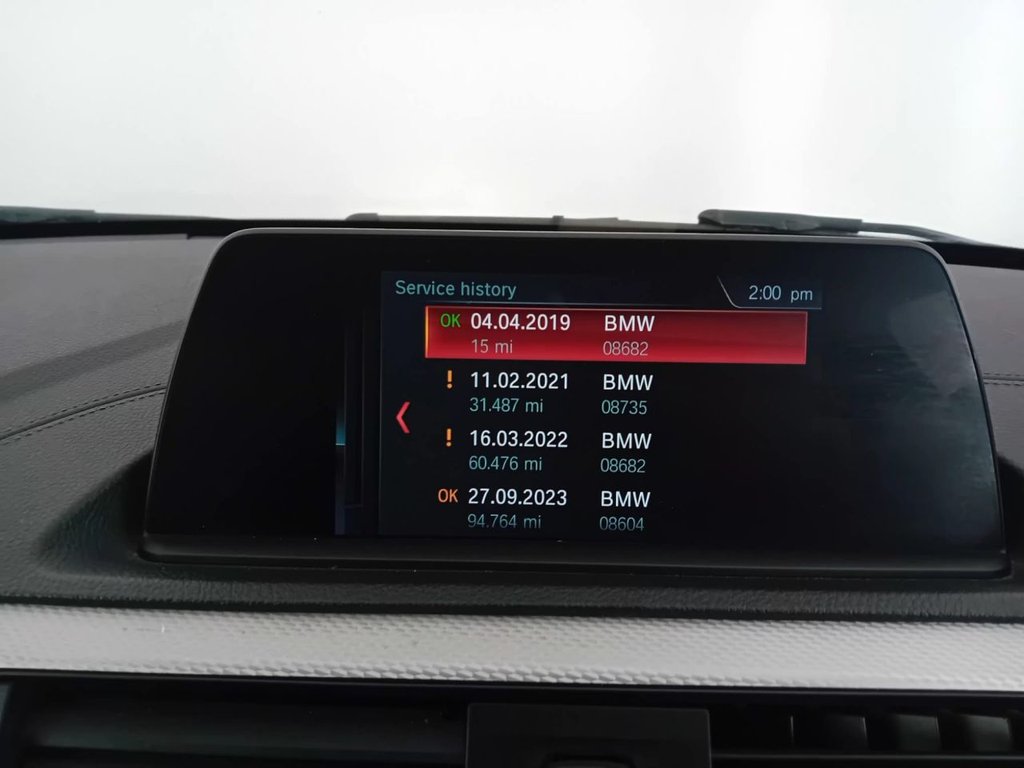 Service history
2:00 pm
OK 04.04.2019 BMW
15 mi 08682
! 11.02.2021 BMW
31.487 mi 08735
! 16.03.2022 BMW
60.476 mi 08682
OK 27.09.2023 BMW
94.764 mi 08604